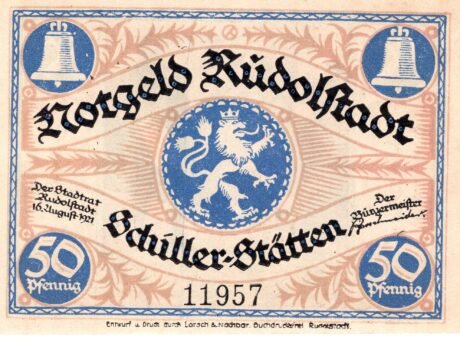 Notgeld Rudolstadt
Der Stadtrat
Rudolstadt
16. August 1921
Der
Bürgermeister
Schiller-Stätten
50
Pfennig
50
Pfennig
11957
Entwurf u. Druck durch Lorsch & Nachbar. Buchdruckerei Rudolstadt.